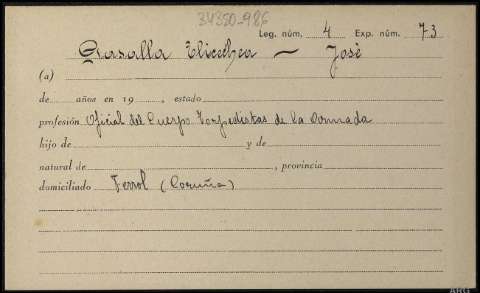 34380-986
Leg. núm. 4 Exp. núm. 73
Gasalla — José
(a)
de años en 19 , estado
profesión Oficial del Cuerpo Torpedistas de la Armada
hijo de y de
natural de , provincia
domiciliado Ferrol (Coruña)
ARG